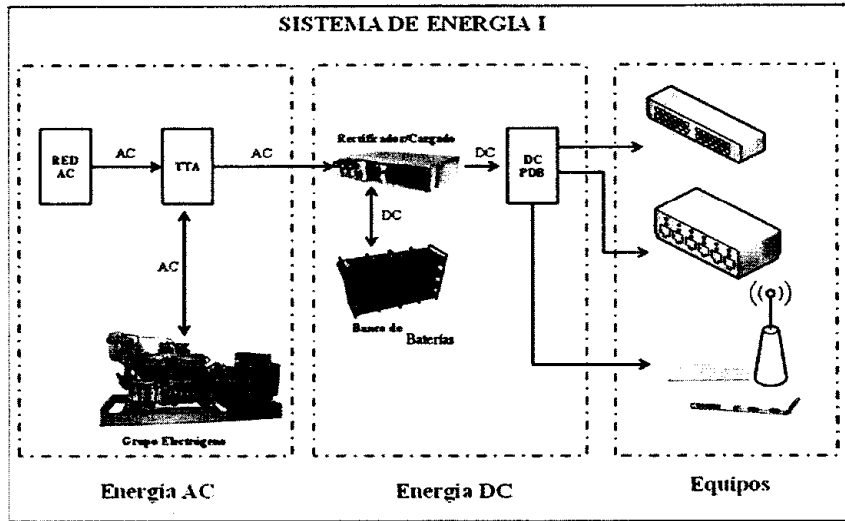 SISTEMA DE ENERGIA I
RED
AC
AC
TTA
AC
AC
Grupo Electrógeno
Energía AC
Rectificador/Cargado
DC
DC
PDB
DC
Banco de
Baterías
Energia DC
Equipos